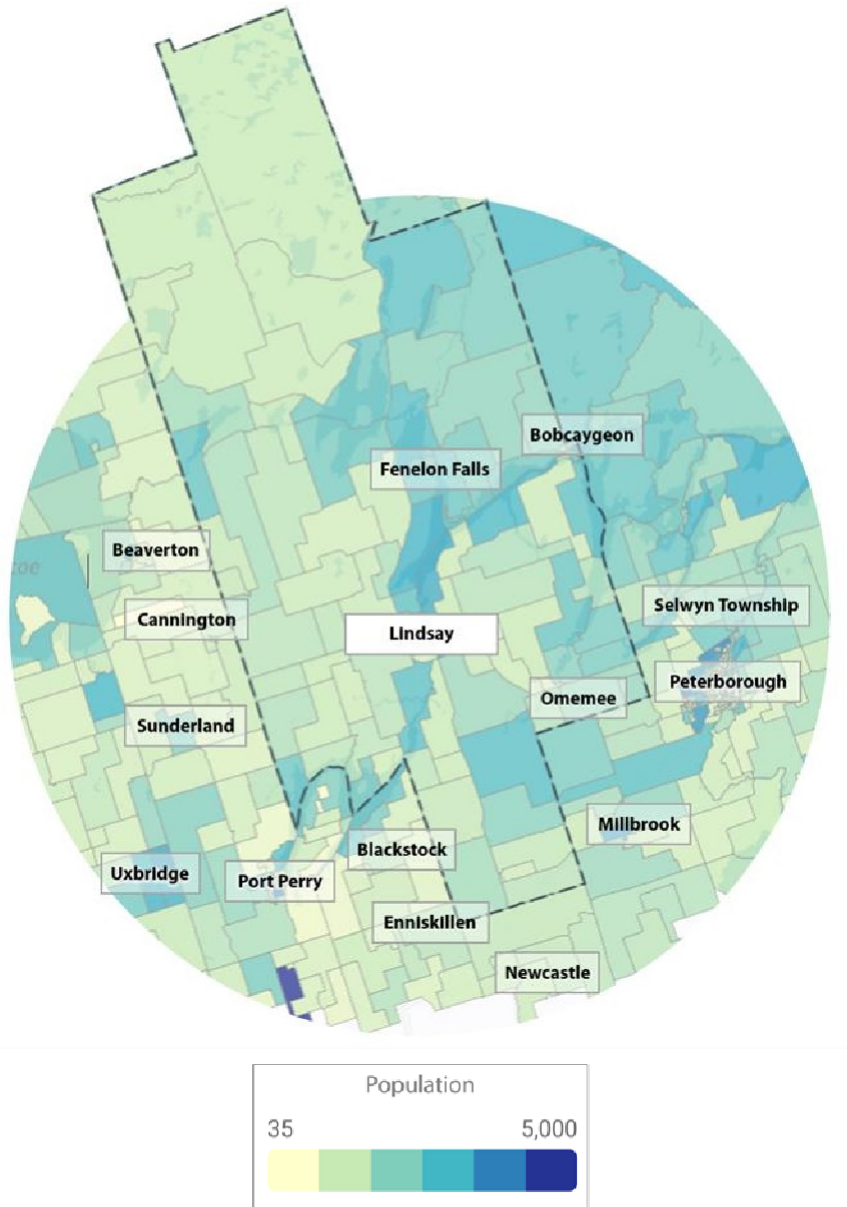 Bobcaygeon
Fenelon Falls
Beaverton
Selwyn Township
Cannington
Lindsay
Peterborough
Omemee
Sunderland
Millbrook
Blackstock
Uxbridge
Port Perry
Enniskillen
Newcastle
Population
35 5,000